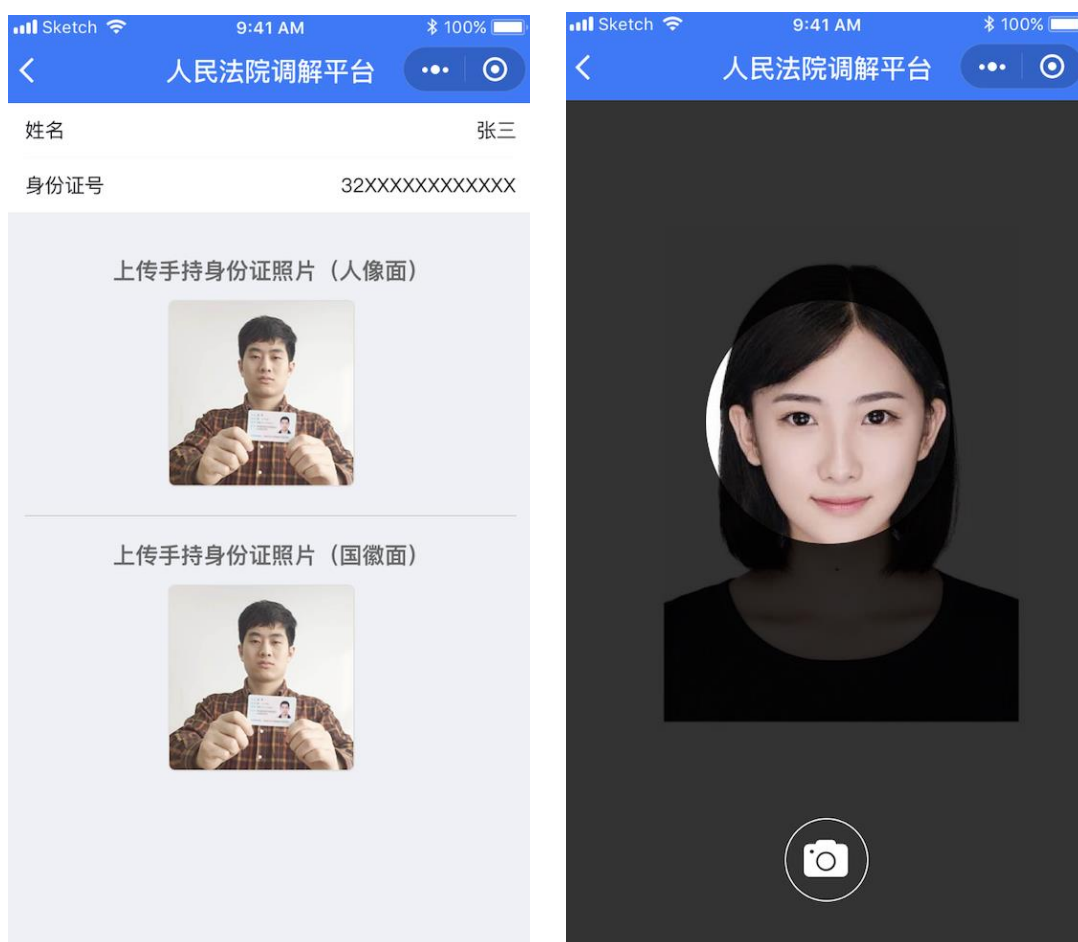 Sketch 9:41 AM 100%
人民法院调解平台
姓名 张三
身份证号 32XXXXXXXXXXXX
上传手持身份证照片（人像面）
上传手持身份证照片（国徽面）
Sketch 9:41 AM 100%
人民法院调解平台